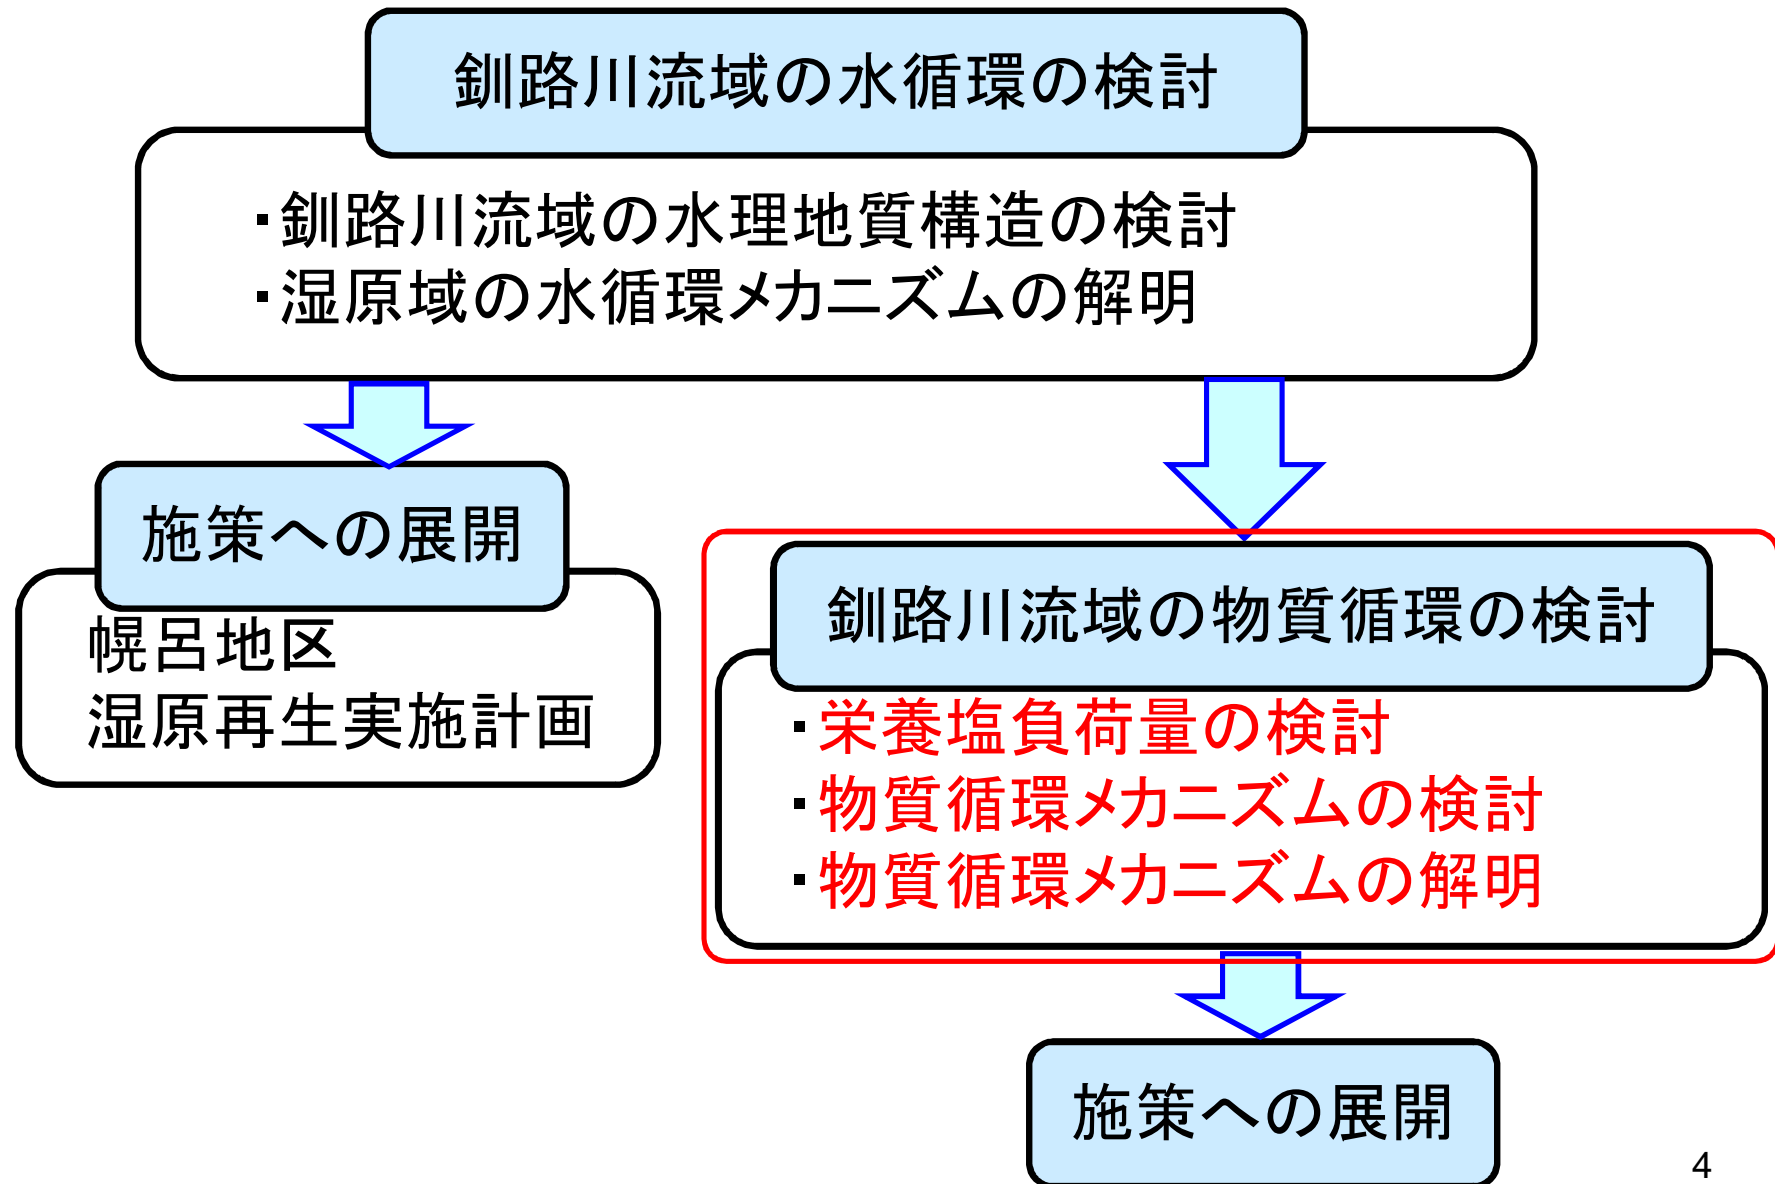 釧路川流域の水循環の検討
・釧路川流域の水理地質構造の検討
・湿原域の水循環メカニズムの解明
施策への展開
幌呂地区
湿原再生実施計画
釧路川流域の物質循環の検討
・栄養塩負荷量の検討
・物質循環メカニズムの検討
・物質循環メカニズムの解明
施策への展開
4